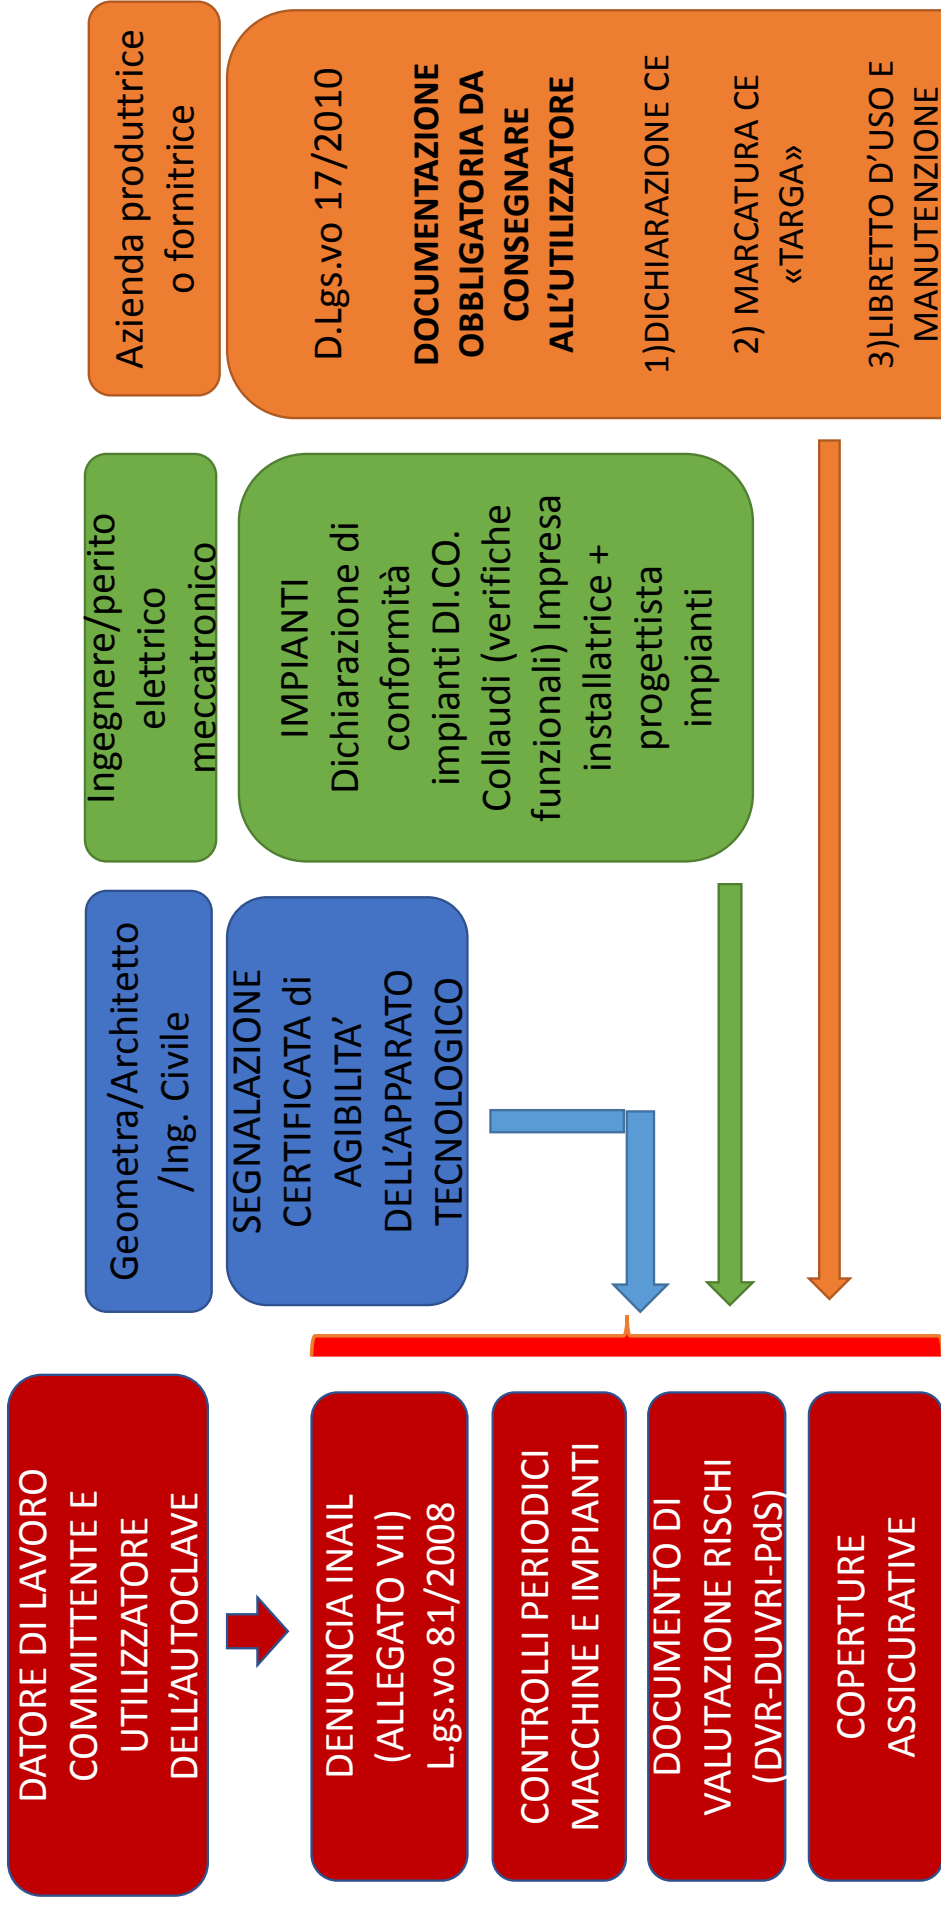 DATORE DI LAVORO
COMMITTENTE E
UTILIZZATORE
DELL'AUTOCLAVE
DENUNCIA INAIL
(ALLEGATO VII)
L.gs.vo 81/2008
CONTROLLI PERIODICI
MACCHINE E IMPIANTI
DOCUMENTO DI
VALUTAZIONE RISCHI
(DVR-DUVRI-PdS)
COPERTURE
ASSICURATIVE
Geometra/Architetto
/Ing. Civile
SEGNALAZIONE
CERTIFICATA di
AGIBILITA'
DELL'APPARATO
TECNOLOGICO
Ingegnere/perito
elettrico
meccatronico
IMPIANTI
Dichiarazione di
conformità
impianti DI.CO.
Collaudi (verifiche
funzionali) Impresa
installatrice +
progettista
impianti
Azienda produttrice
o fornitrice
D.Lgs.vo 17/2010
DOCUMENTAZIONE
OBBLIGATORIA DA
CONSEGNARE
ALL'UTILIZZATORE
1)DICHIARAZIONE CE
2) MARCATURA CE
«TARGA»
3)LIBRETTO D'USO E
MANUTENZIONE